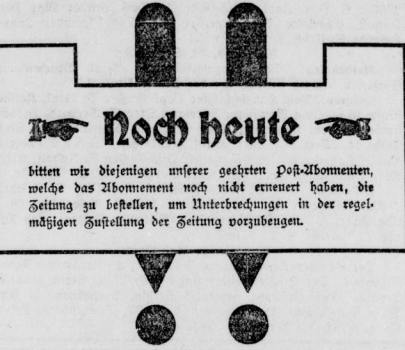 Noch heute
bitten wir diejenigen unserer geehrten Post-Abonnenten,
welche das Abonnement noch nicht erneuert haben, die
Zeitung zu bestellen, um Unterbrechungen in der regel-
mäßigen Zustellung der Zeitung vorzubeugen.